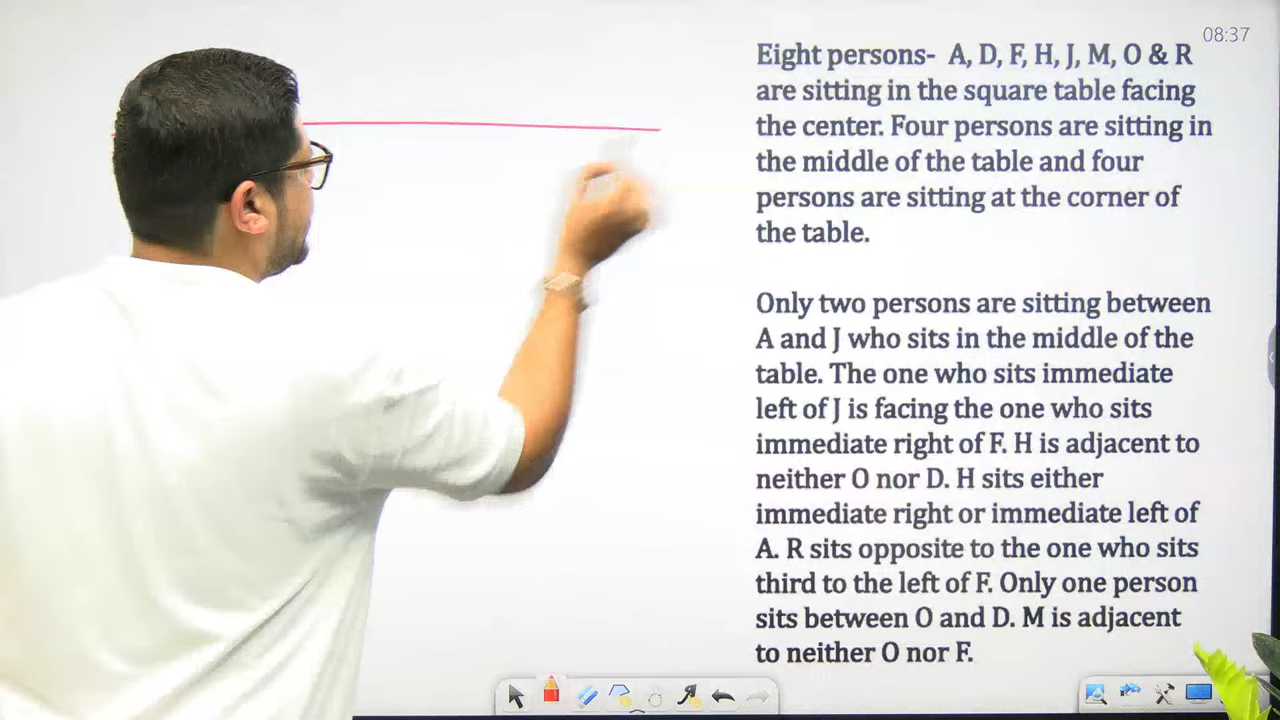 08:37
Eight persons- A, D, F, H, J, M, O & R
are sitting in the square table facing
the center. Four persons are sitting in
the middle of the table and four
persons are sitting at the corner of
the table.
Only two persons are sitting between
A and J who sits in the middle of the
table. The one who sits immediate
left of J is facing the one who sits
immediate right of F. H is adjacent to
neither O nor D. H sits either
immediate right or immediate left of
A. R sits opposite to the one who sits
third to the left of F. Only one person
sits between O and D. M is adjacent
to neither O nor F.